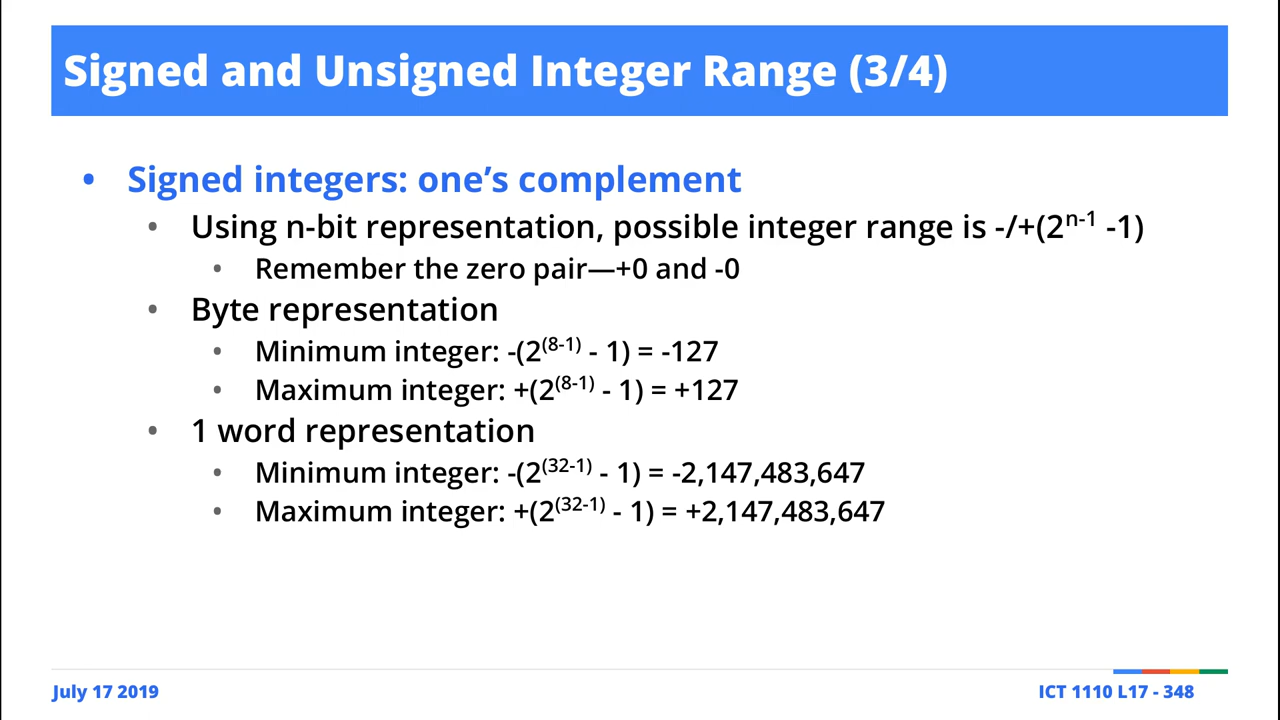 Signed and Unsigned Integer Range (3/4)
• Signed integers: one’s complement
• Using n-bit representation, possible integer range is -/+(2ⁿ⁻¹ -1)
• Remember the zero pair—+0 and -0
• Byte representation
• Minimum integer: -(2⁽⁸⁻¹⁾ - 1) = -127
• Maximum integer: +(2⁽⁸⁻¹⁾ - 1) = +127
• 1 word representation
• Minimum integer: -(2⁽³²⁻¹⁾ - 1) = -2,147,483,647
• Maximum integer: +(2⁽³²⁻¹⁾ - 1) = +2,147,483,647
July 17 2019
ICT 1110 L17 - 348